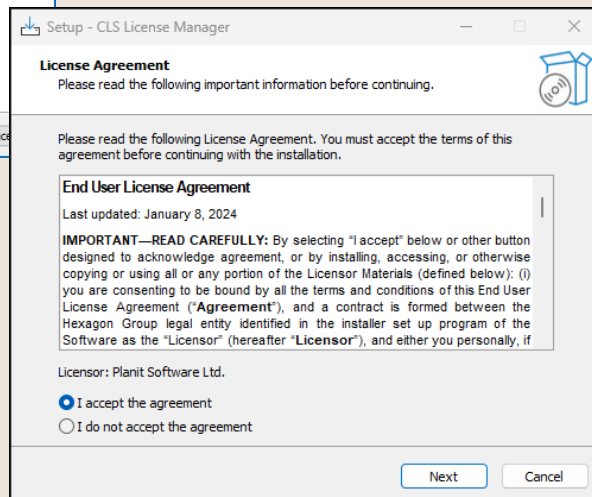 Setup - CLS License Manager
License Agreement
Please read the following important information before continuing.
Please read the following License Agreement. You must accept the terms of this
agreement before continuing with the installation.
End User License Agreement
Last updated: January 8, 2024
IMPORTANT—READ CAREFULLY: By selecting “I accept” below or other button
designed to acknowledge agreement, or by installing, accessing, or otherwise
copying or using all or any portion of the Licensor Materials (defined below): (i)
you are consenting to be bound by all the terms and conditions of this End User
License Agreement (“Agreement”), and a contract is formed between the
Hexagon Group legal entity identified in the installer set up program of the
Software as the “Licensor” (hereafter “Licensor”), and either you personally, if
Licensor: Planit Software Ltd.
I accept the agreement
I do not accept the agreement
Next
Cancel